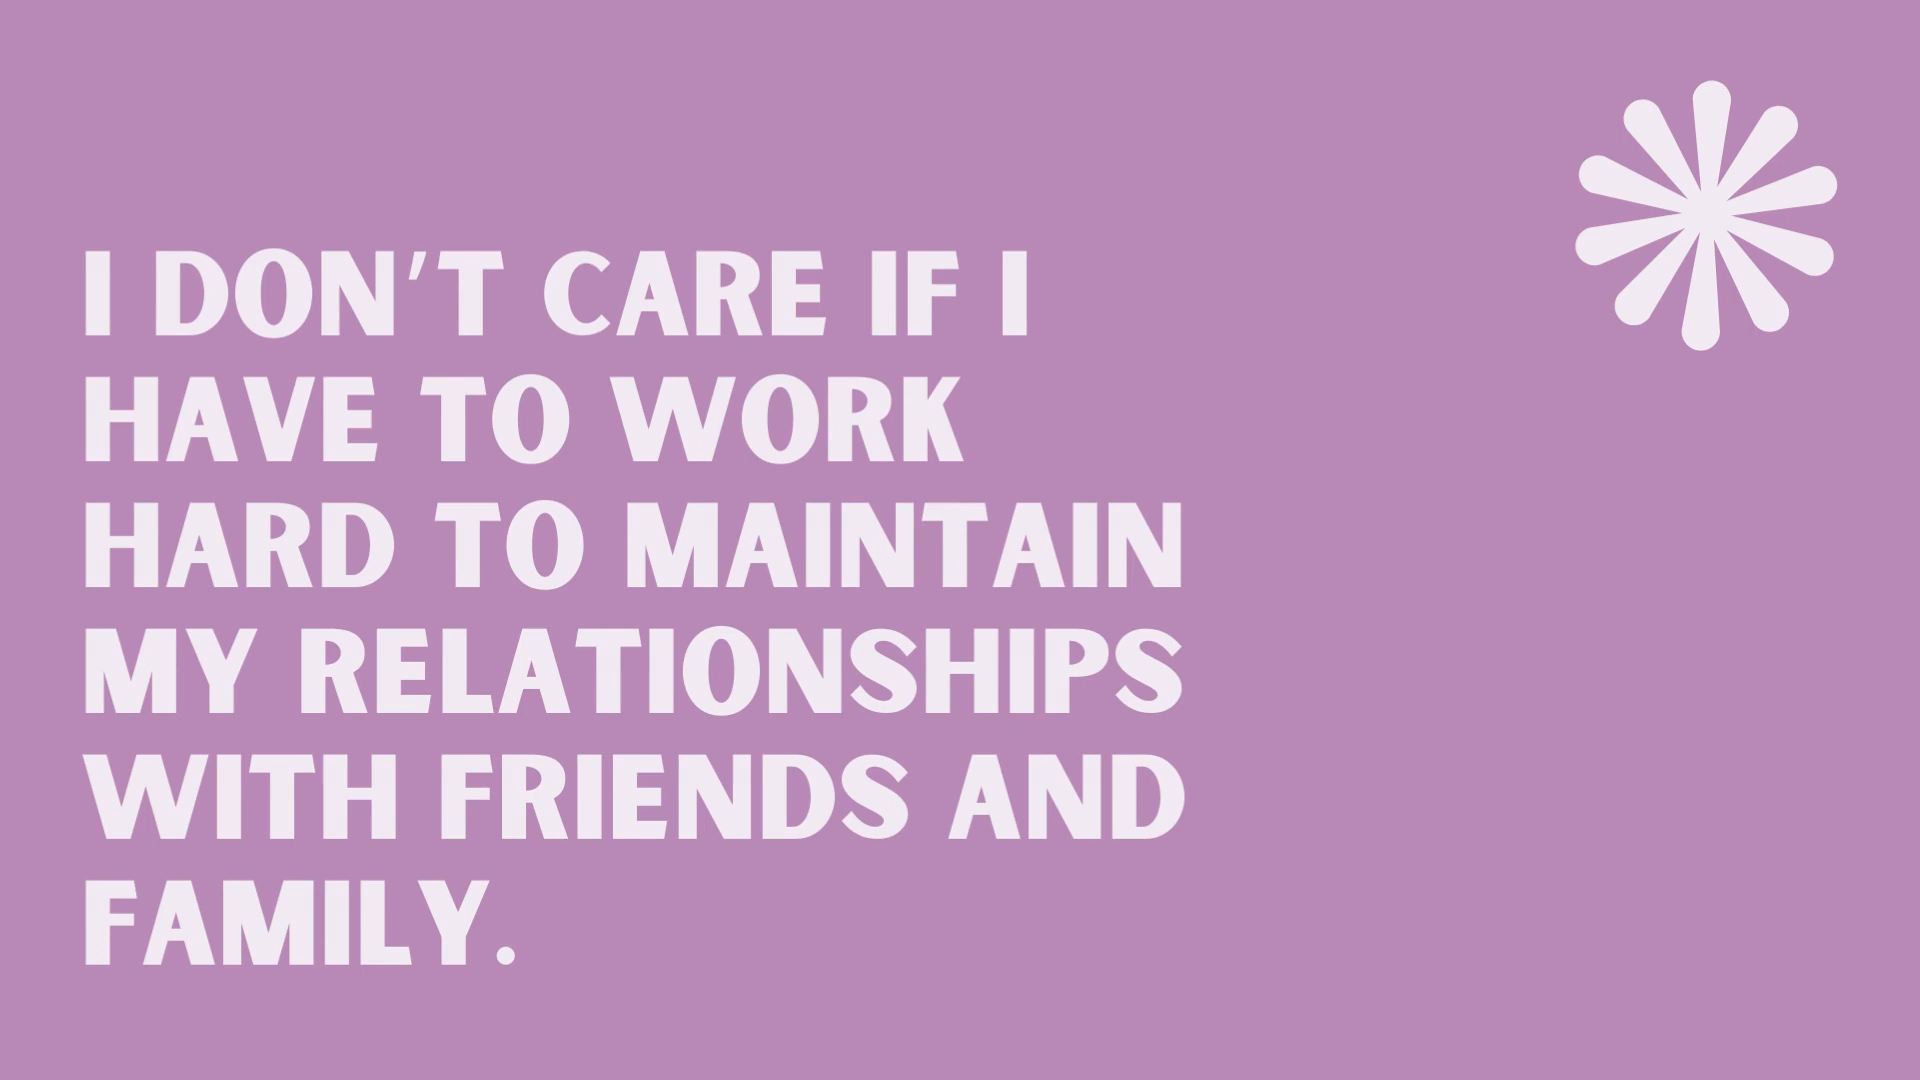 I DON'T CARE IF I
HAVE TO WORK
HARD TO MAINTAIN
MY RELATIONSHIPS
WITH FRIENDS AND
FAMILY.